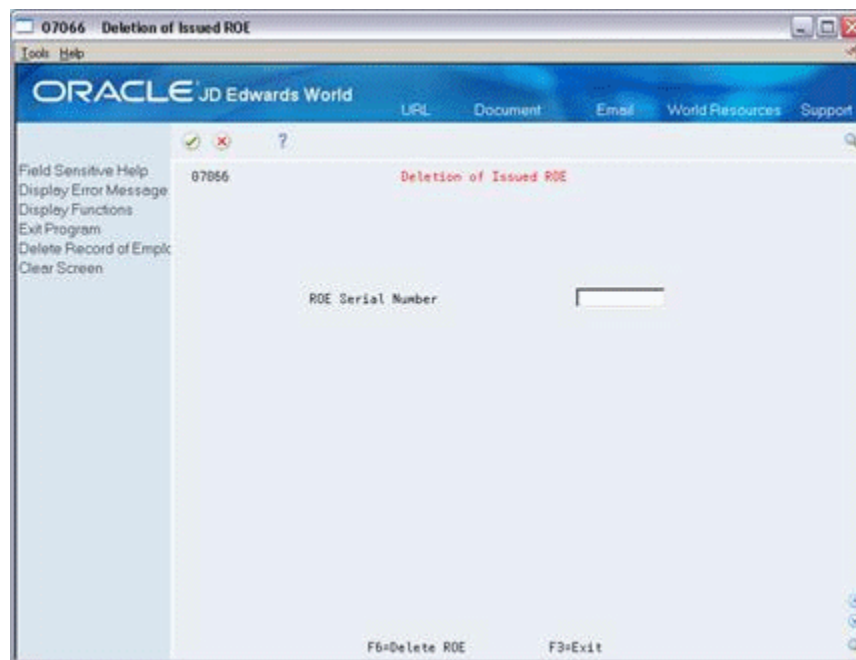 07066 Deletion of Issued ROE
Tools Help
ORACLE JD Edwards World
URL Document Email World Resources Support
Field Sensitive Help
Display Error Message
Display Functions
Exit Program
Delete Record of Emplc
Clear Screen
?
07066 Deletion of Issued ROE
ROE Serial Number
F6=Delete ROE F3=Exit